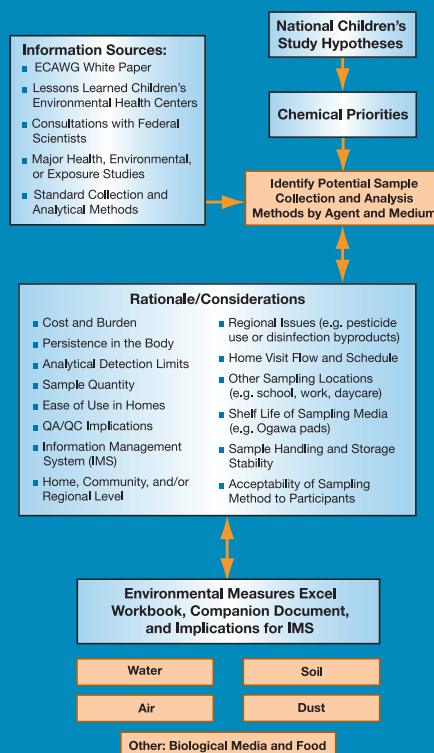 Information Sources:
ECAWG White Paper
Lessons Learned Children's
Environmental Health Centers
Consultations with Federal
Scientists
Major Health, Environmental,
or Exposure Studies
Standard Collection and
Analytical Methods
National Children's
Study Hypotheses
Chemical Priorities
Identify Potential Sample
Collection and Analysis
Methods by Agent and Medium
Rationale/Considerations
Cost and Burden
Persistence in the Body
Analytical Detection Limits
Sample Quantity
Ease of Use in Homes
QA/QC Implications
Information Management
System (IMS)
Home, Community, and/or
Regional Level
Regional Issues (e.g. pesticide
use or disinfection byproducts)
Home Visit Flow and Schedule
Other Sampling Locations
(e.g. school, work, daycare)
Shelf Life of Sampling Media
(e.g. Ogawa pads)
Sample Handling and Storage
Stability
Acceptability of Sampling
Method to Participants
Environmental Measures Excel
Workbook, Companion Document,
and Implications for IMS
Water
Soil
Air
Dust
Other: Biological Media and Food